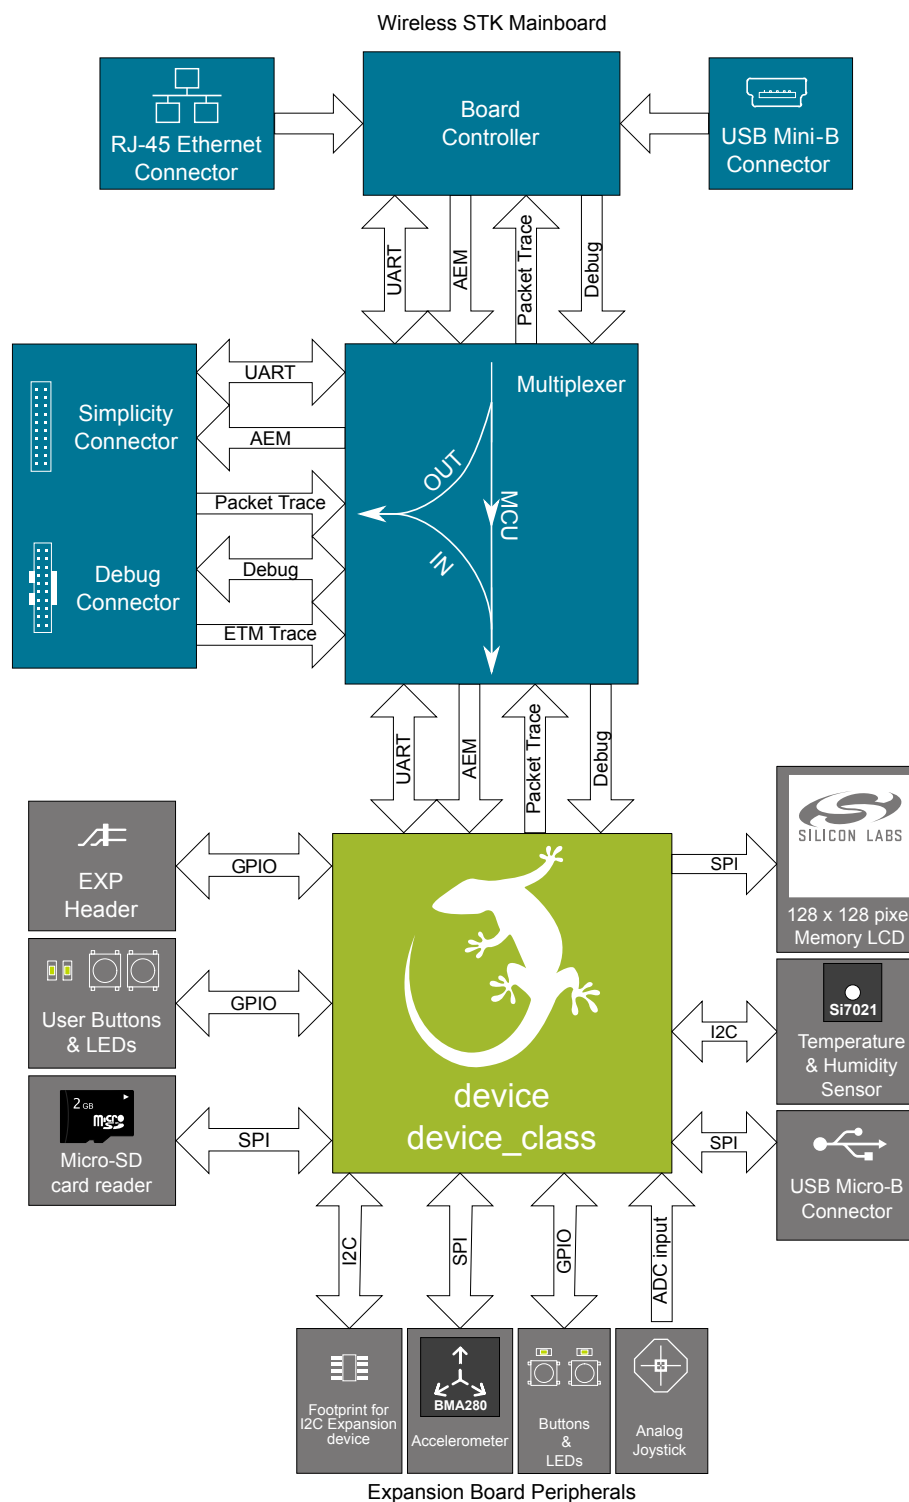 Wireless STK Mainboard
RJ-45 Ethernet
Connector
Board
Controller
USB Mini-B
Connector
UART
AEM
Packet Trace
Debug
Simplicity
Connector
Debug
Connector
UART
AEM
Packet Trace
Debug
ETM Trace
Multiplexer
OUT
MCU
IN
UART
AEM
Packet Trace
Debug
EXP
Header
GPIO
User Buttons
& LEDs
GPIO
2 GB
Micro
Micro-SD
card reader
SPI
device
device_class
SPI
SILICON LABS
128 x 128 pixel
Memory LCD
I2C
Si7021
Temperature
& Humidity
Sensor
SPI
USB Micro-B
Connector
I2C
SPI
GPIO
ADC input
Footprint for
I2C Expansion
device
BMA280
Accelerometer
Buttons
&
LEDs
Analog
Joystick
Expansion Board Peripherals